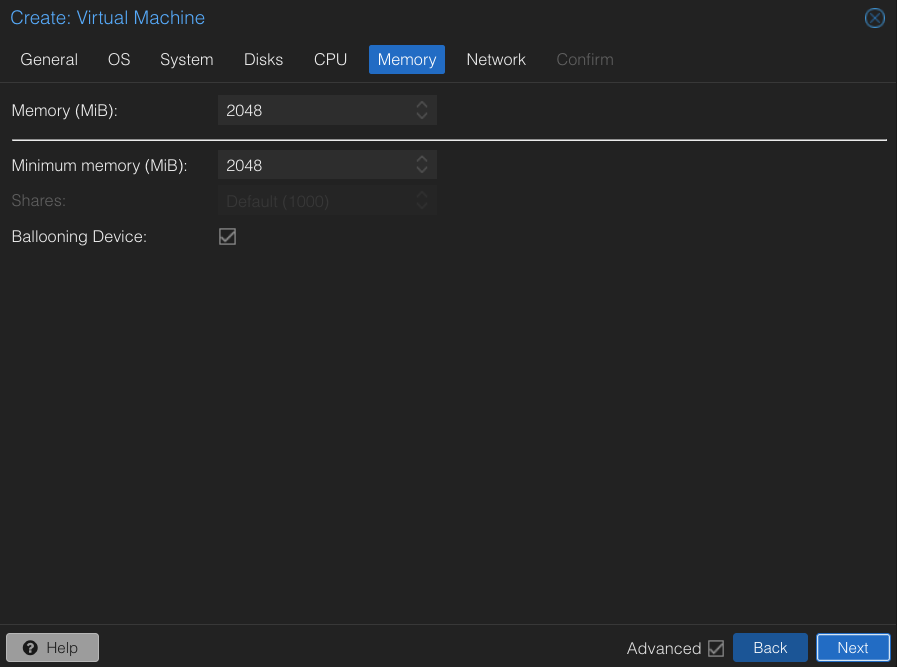 Create: Virtual Machine
General OS System Disks CPU Memory Network Confirm
Memory (MiB): 2048
Minimum memory (MiB): 2048
Shares: Default (1000)
Ballooning Device:
Help Advanced Back Next